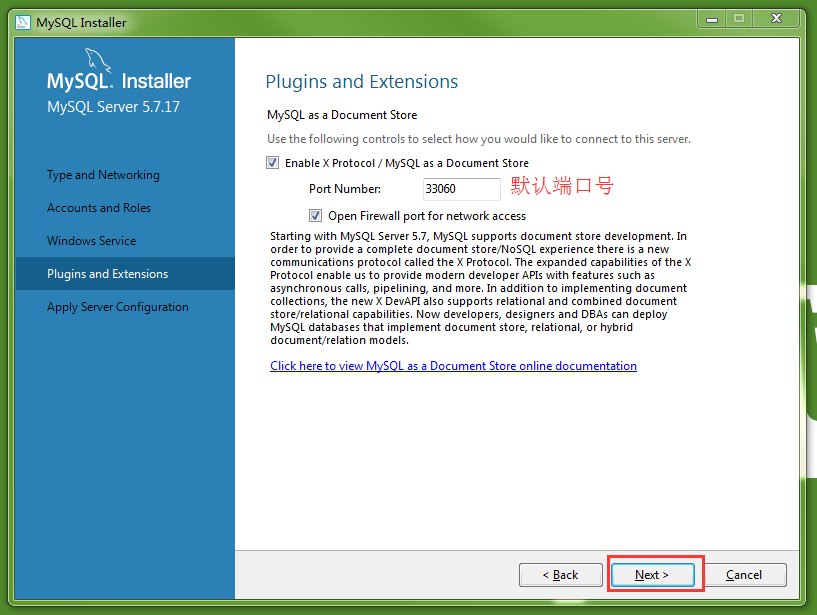 MySQL Installer
MySQL. Installer
MySQL Server 5.7.17
Type and Networking
Accounts and Roles
Windows Service
Plugins and Extensions
Apply Server Configuration
Plugins and Extensions
MySQL as a Document Store
Use the following controls to select how you would like to connect to this server.
Enable X Protocol / MySQL as a Document Store
Port Number: 33060 默认端口号
Open Firewall port for network access
Starting with MySQL Server 5.7, MySQL supports document store development. In
order to provide a complete document store/NoSQL experience there is a new
communications protocol called the X Protocol. The expanded capabilities of the X
Protocol enable us to provide modern developer APIs with features such as
asynchronous calls, pipelining, and more. In addition to implementing document
collections, the new X DevAPI also supports relational and combined document
store/relational capabilities. Now developers, designers and DBAs can deploy
MySQL databases that implement document store, relational, or hybrid
document/relation models.
Click here to view MySQL as a Document Store online documentation
< Back Next > Cancel